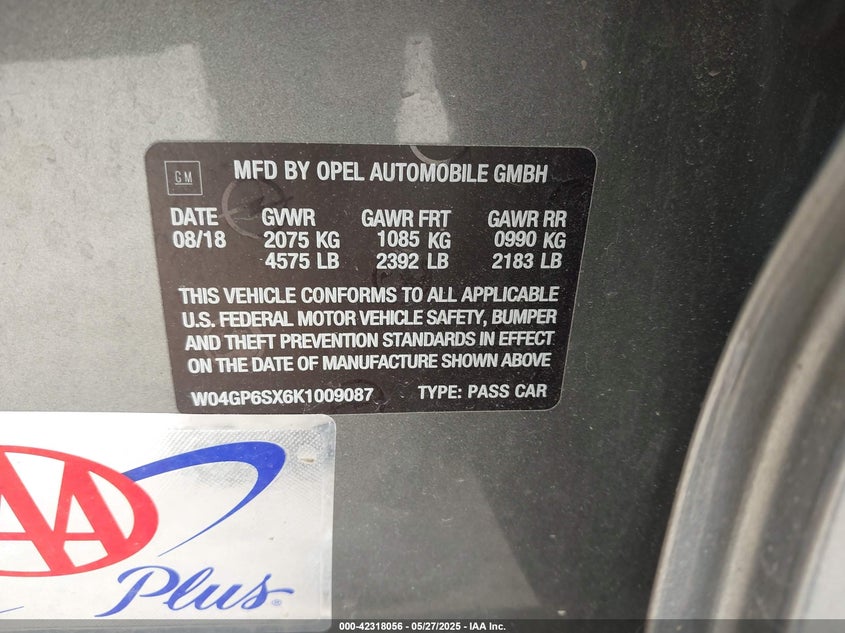 GM
MFD BY OPEL AUTOMOBILE GMBH
DATE GVWR GAWR FRT GAWR RR
08/18 2075 KG 1085 KG 0990 KG
4575 LB 2392 LB 2183 LB
THIS VEHICLE CONFORMS TO ALL APPLICABLE
U.S. FEDERAL MOTOR VEHICLE SAFETY, BUMPER
AND THEFT PREVENTION STANDARDS IN EFFECT
ON THE DATE OF MANUFACTURE SHOWN ABOVE
W04GP6SX6K1009087 TYPE: PASS CAR
AA
Plus®
000-42318056 — 05/27/2025 — IAA Inc.